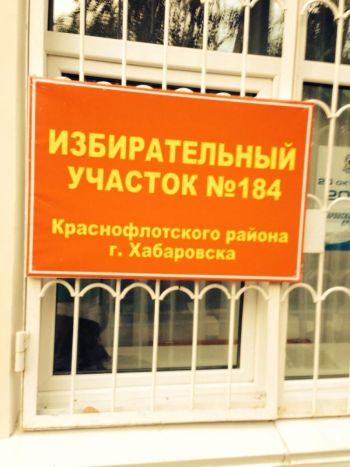 ИЗБИРАТЕЛЬНЫЙ
УЧАСТОК №184
Краснофлотского района
г. Хабаровска